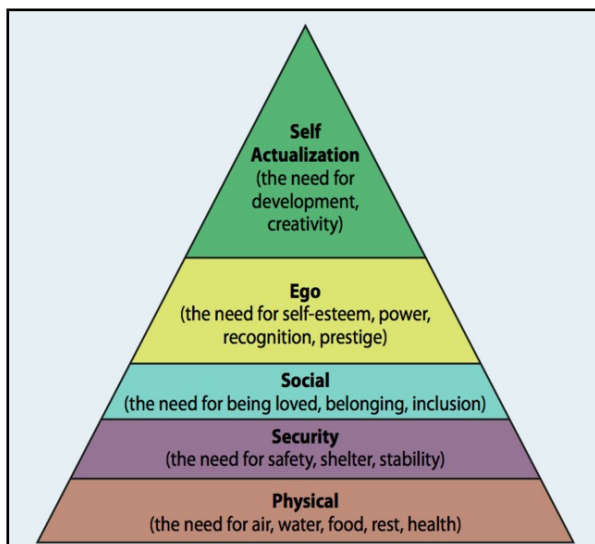 Self
Actualization
(the need for
development,
creativity)
Ego
(the need for self-esteem, power,
recognition, prestige)
Social
(the need for being loved, belonging, inclusion)
Security
(the need for safety, shelter, stability)
Physical
(the need for air, water, food, rest, health)